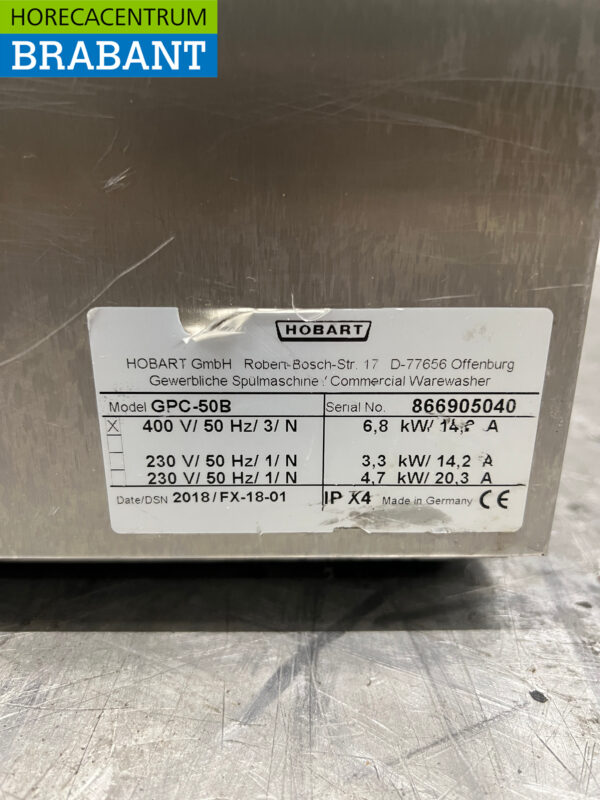 HORECACENTRUM
BRABANT
HOBART
HOBART GmbH Robert-Bosch-Str. 17 D-77656 Offenburg
Gewerbliche Spülmaschine / Commercial Warewasher
Model GPC-50B Serial No. 866905040
X 400 V/ 50 Hz/ 3/ N 6,8 kW/ 14,2 A
230 V/ 50 Hz/ 1/ N 3,3 kW/ 14,2 A
230 V/ 50 Hz/ 1/ N 4,7 kW/ 20,3 A
Date/DSN 2018/FX-18-01 IP X4 Made in Germany CE